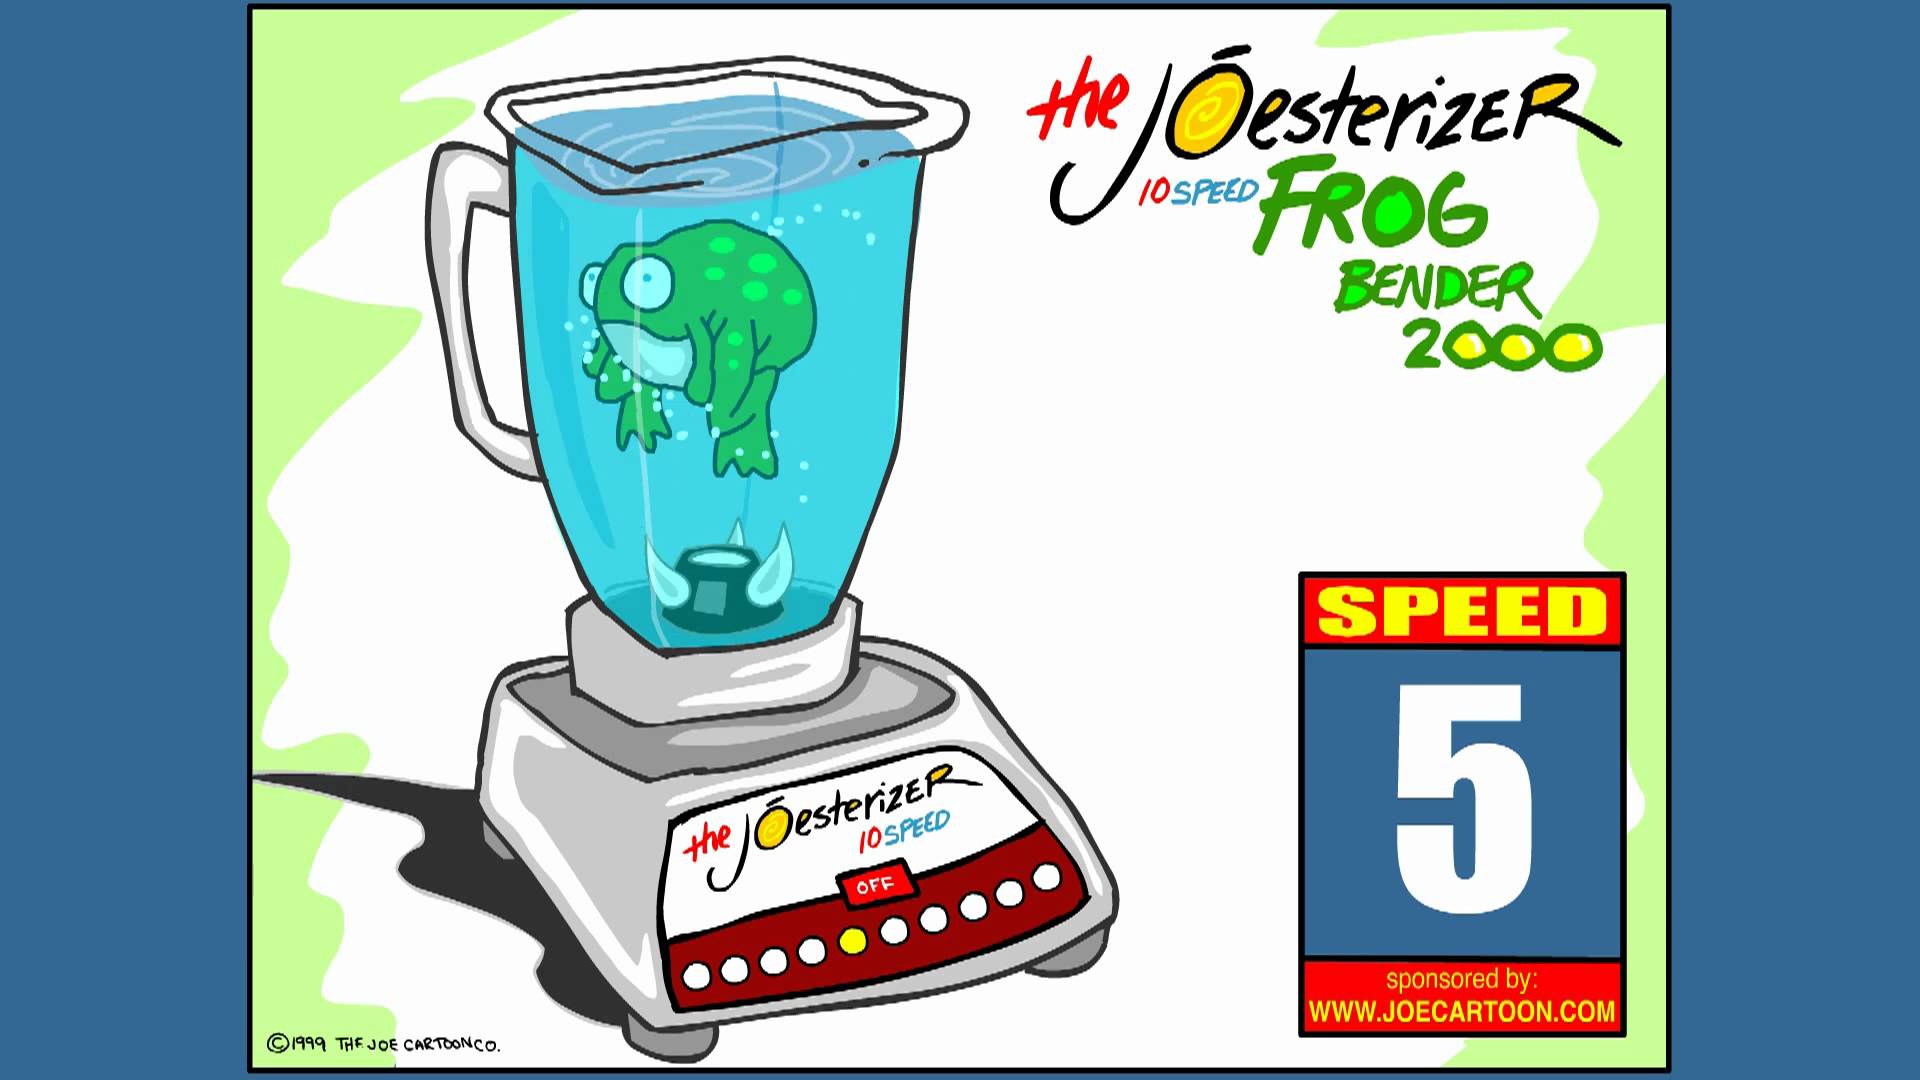 the JOesterizER
10 SPEED FROG
BENDER
2000
the JOesterizER
10 SPEED
OFF
SPEED
5
sponsored by:
WWW.JOECARTOON.COM
©1999 THE JOE CARTOON CO.